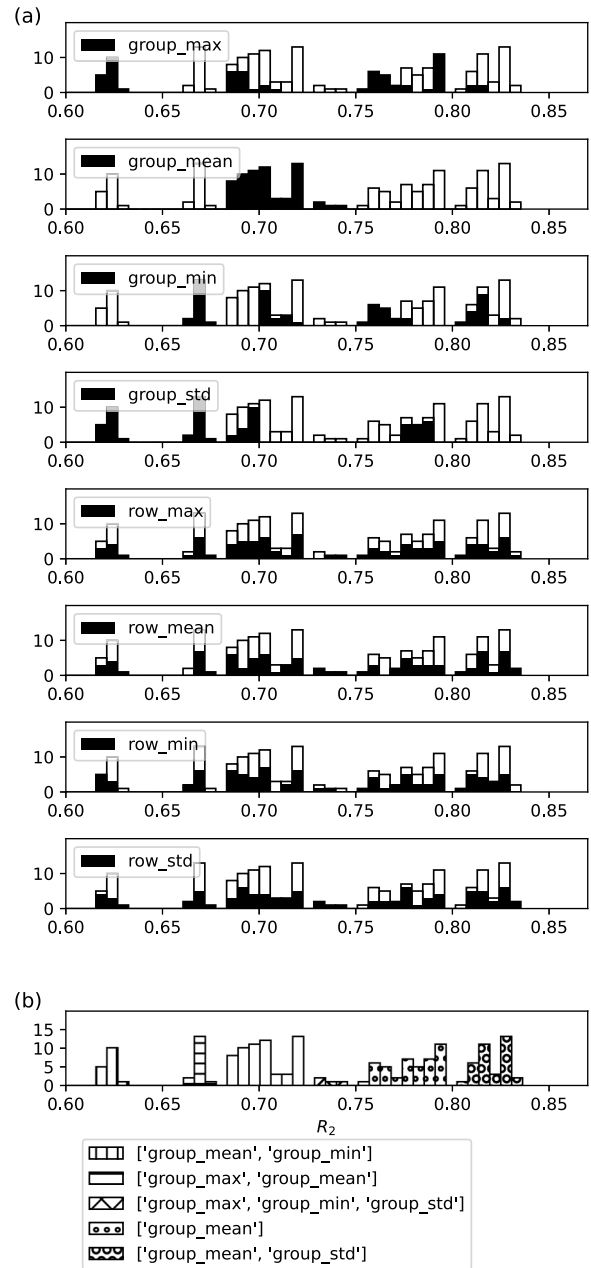 (a)
group_max
10
0
0.60 0.65 0.70 0.75 0.80 0.85
group_mean
10
0
0.60 0.65 0.70 0.75 0.80 0.85
group_min
10
0
0.60 0.65 0.70 0.75 0.80 0.85
group_std
10
0
0.60 0.65 0.70 0.75 0.80 0.85
row_max
10
0
0.60 0.65 0.70 0.75 0.80 0.85
row_mean
10
0
0.60 0.65 0.70 0.75 0.80 0.85
row_min
10
0
0.60 0.65 0.70 0.75 0.80 0.85
row_std
10
0
0.60 0.65 0.70 0.75 0.80 0.85
(b)
15
10
5
0
0.60 0.65 0.70 0.75 0.80 0.85
R2
['group_mean', 'group_min']
['group_max', 'group_mean']
['group_max', 'group_min', 'group_std']
['group_mean']
['group_mean', 'group_std']